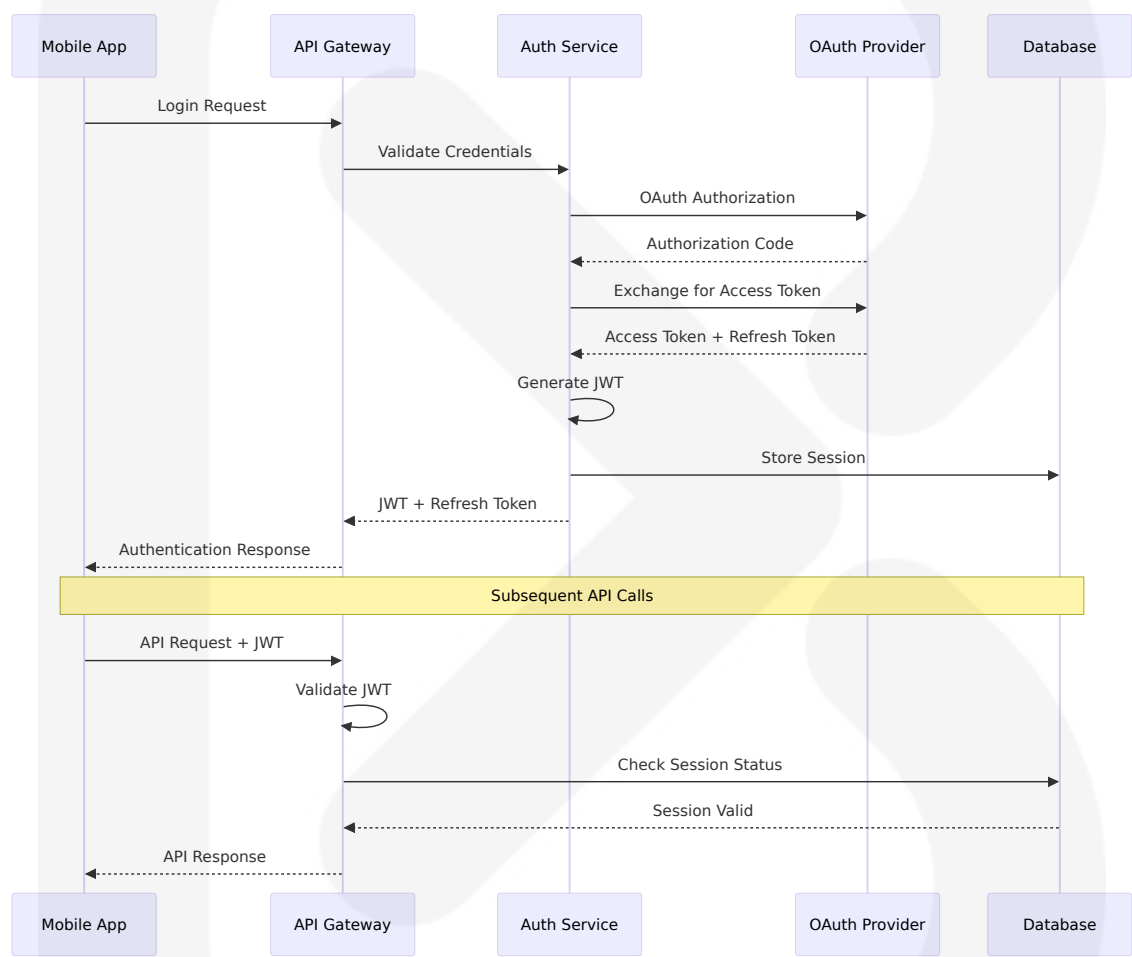 Mobile App
API Gateway
Auth Service
OAuth Provider
Database
Login Request
Validate Credentials
OAuth Authorization
Authorization Code
Exchange for Access Token
Access Token + Refresh Token
Generate JWT
Store Session
JWT + Refresh Token
Authentication Response
Subsequent API Calls
API Request + JWT
Validate JWT
Check Session Status
Session Valid
API Response
Mobile App
API Gateway
Auth Service
OAuth Provider
Database